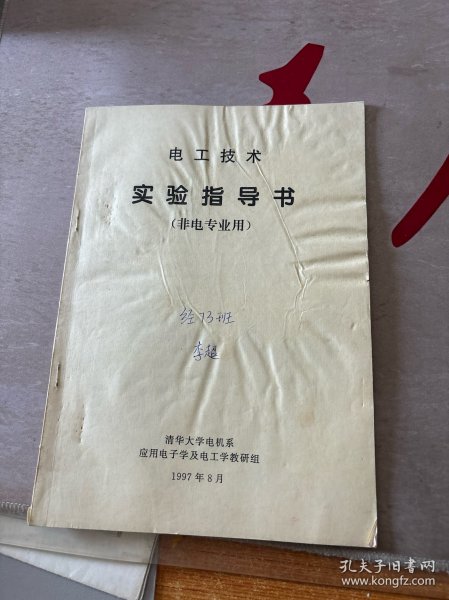 电工技术
实验指导书
（非电专业用）
经73班
李超
清华大学电机系
应用电子学及电工学教研组
1997年8月
孔夫子旧书网
www.kongfz.com